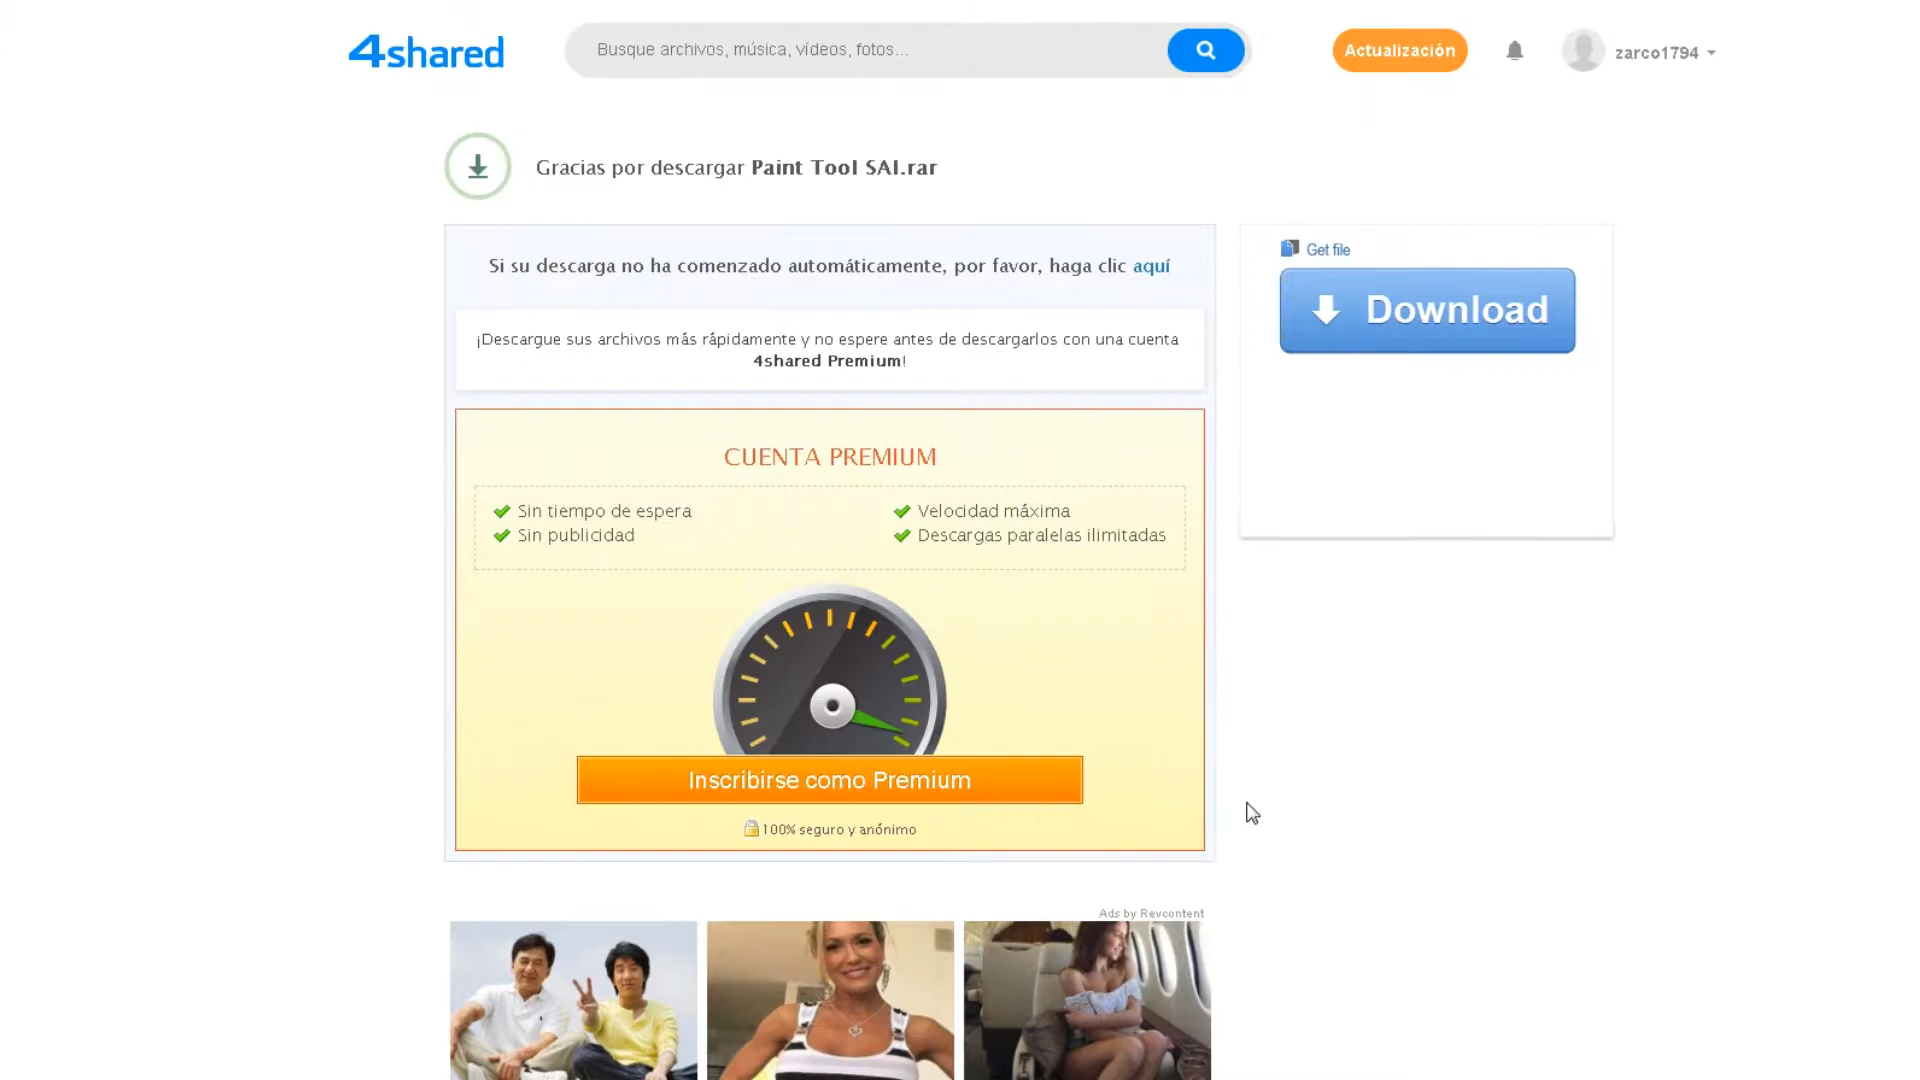 4shared
Busque archivos, música, vídeos, fotos...
Actualización
zarco1794
Gracias por descargar Paint Tool SAI.rar
Si su descarga no ha comenzado automáticamente, por favor, haga clic aquí
¡Descargue sus archivos más rápidamente y no espere antes de descargarlos con una cuenta
4shared Premium!
Get file
Download
CUENTA PREMIUM
Sin tiempo de espera
Velocidad máxima
Sin publicidad
Descargas paralelas ilimitadas
Inscribirse como Premium
100% seguro y anónimo
Ads by Revcontent